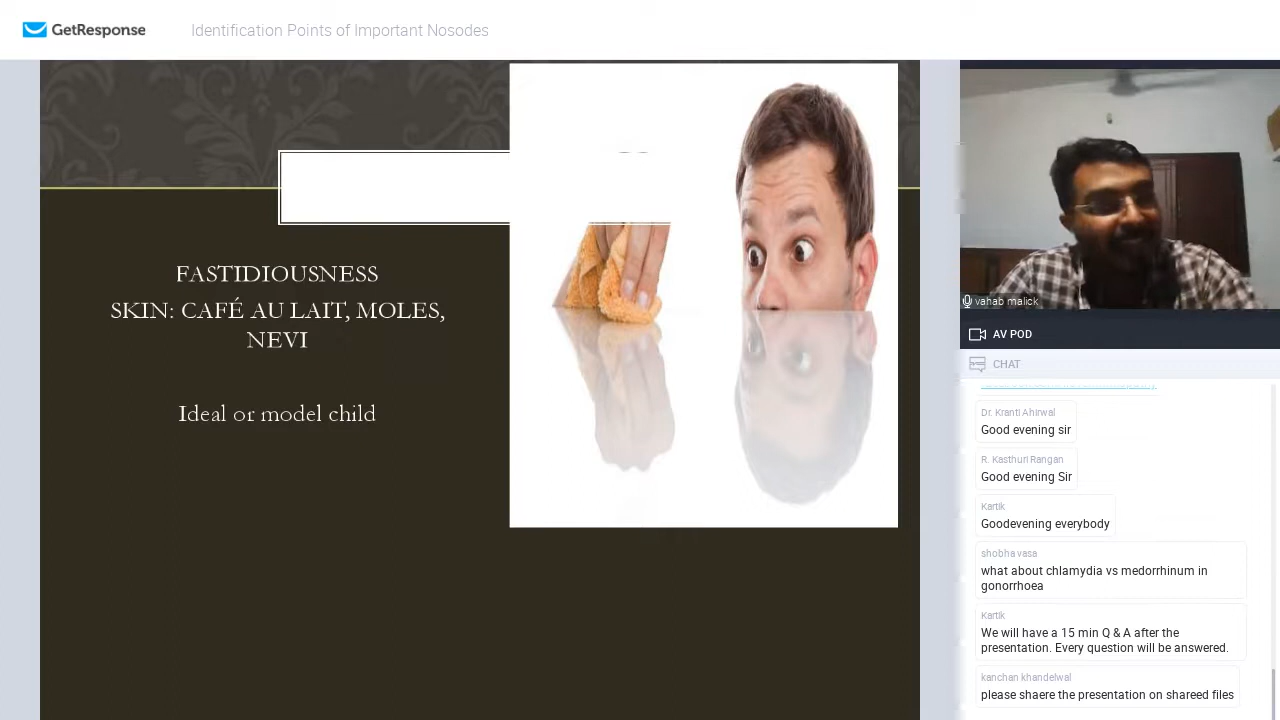 GetResponse
Identification Points of Important Nosodes
FASTIDIOUSNESS
SKIN: CAFÉ AU LAIT, MOLES,
NEVI
Ideal or model child
vahab malick
AV POD
CHAT
Dr. Kranti Ahirwal
Good evening sir
R. Kasthuri Rangan
Good evening Sir
Kartik
Goodevening everybody
shobha vasa
what about chlamydia vs medorrhinum in
gonorrhoea
Kartik
We will have a 15 min Q & A after the
presentation. Every question will be answered.
kanchan khandelwal
please shaere the presentation on shareed files